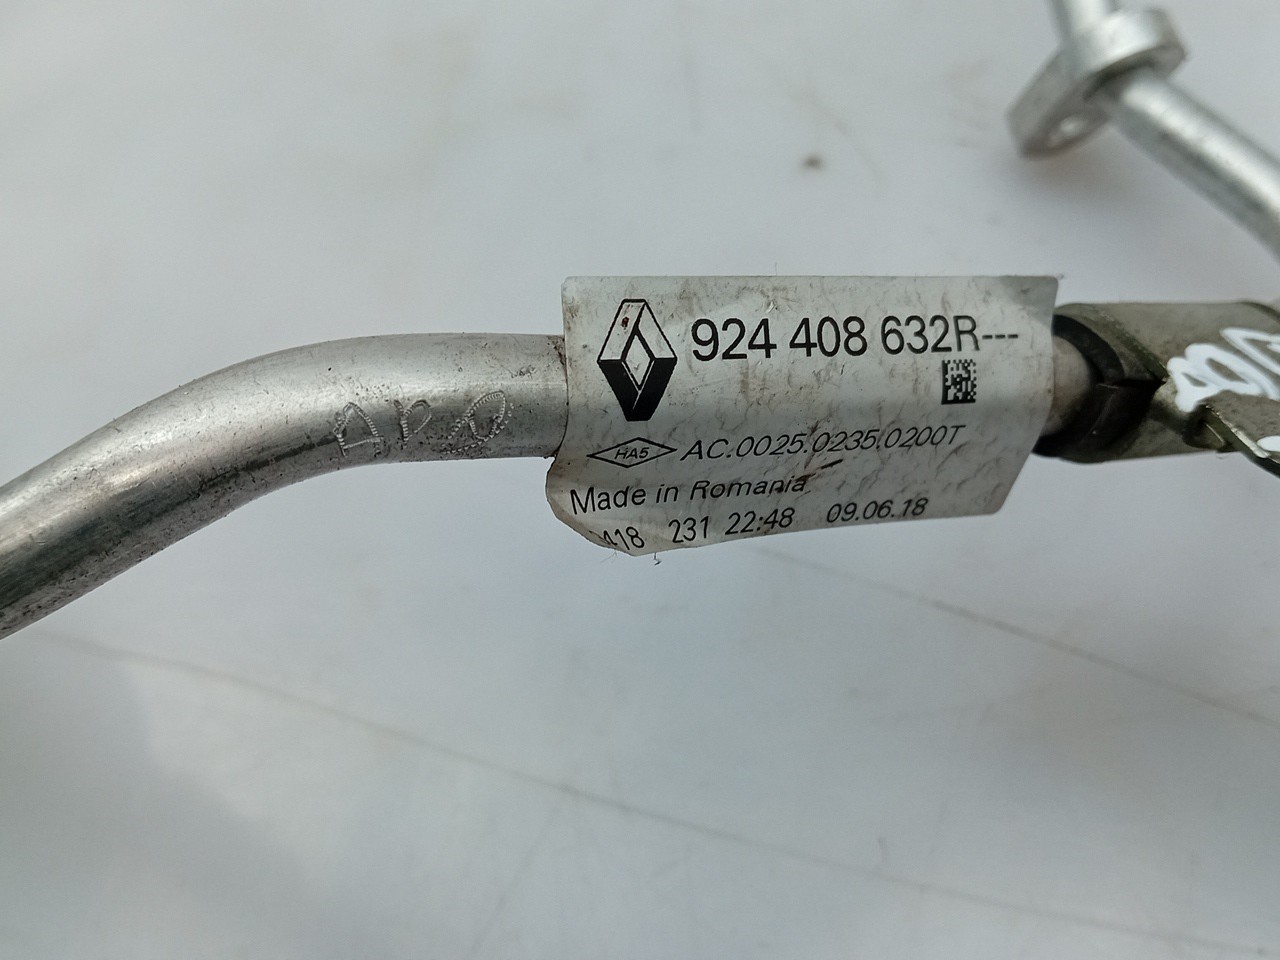 924 408 632R---
HA5 AC.0025.0235.0200T
Made in Romania
418 231 22:48 09.06.18